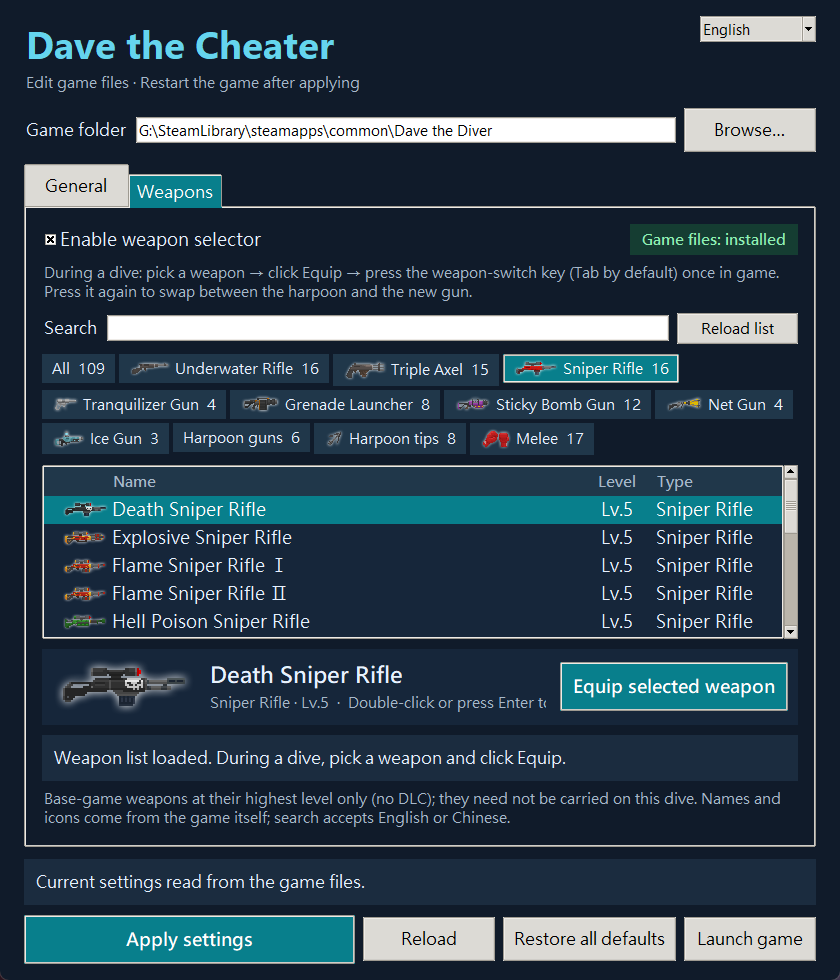 Dave the Cheater
English
Edit game files · Restart the game after applying
Game folder G:\SteamLibrary\steamapps\common\Dave the Diver Browse...
General Weapons
Enable weapon selector Game files: installed
During a dive: pick a weapon → click Equip → press the weapon-switch key (Tab by default) once in game.
Press it again to swap between the harpoon and the new gun.
Search Reload list
All 109 Underwater Rifle 16 Triple Axel 15 Sniper Rifle 16
Tranquilizer Gun 4 Grenade Launcher 8 Sticky Bomb Gun 12 Net Gun 4
Ice Gun 3 Harpoon guns 6 Harpoon tips 8 Melee 17
Name Level Type
Death Sniper Rifle Lv.5 Sniper Rifle
Explosive Sniper Rifle Lv.5 Sniper Rifle
Flame Sniper Rifle Ⅰ Lv.5 Sniper Rifle
Flame Sniper Rifle Ⅱ Lv.5 Sniper Rifle
Hell Poison Sniper Rifle Lv.5 Sniper Rifle
Death Sniper Rifle
Sniper Rifle · Lv.5 · Double-click or press Enter to
Equip selected weapon
Weapon list loaded. During a dive, pick a weapon and click Equip.
Base-game weapons at their highest level only (no DLC); they need not be carried on this dive. Names and
icons come from the game itself; search accepts English or Chinese.
Current settings read from the game files.
Apply settings Reload Restore all defaults Launch game